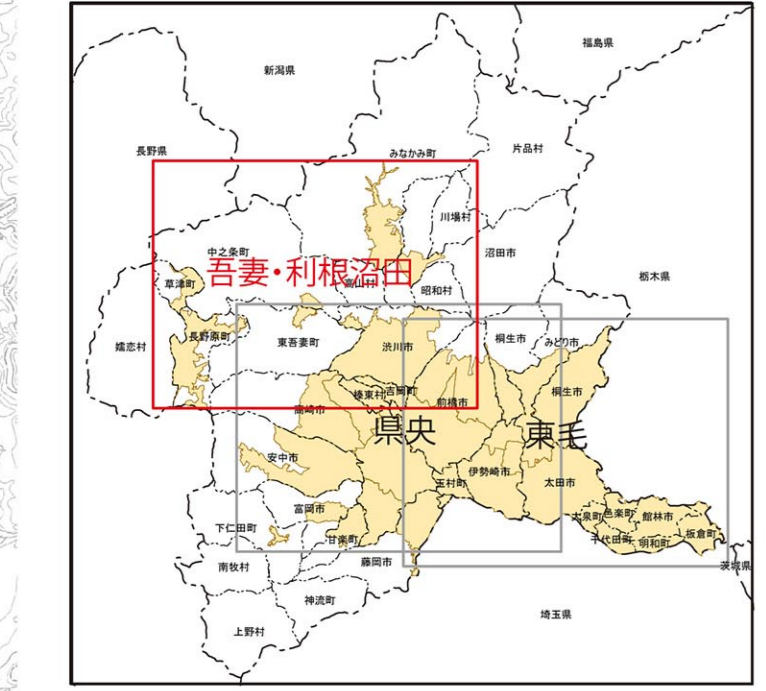 福島県
新潟県
長野県
みなかみ町
片品村
川場村
中之条町
沼田市
吾妻・利根沼田
草津町
高山村
昭和村
栃木県
長野原町
嬬恋村
東吾妻町
渋川市
桐生市
みどり市
榛東村
吉岡町
桐生市
高崎市
前橋市
県央
東毛
安中市
伊勢崎市
玉村町
太田市
富岡市
大泉町
邑楽町
館林市
下仁田町
甘楽町
千代田町
明和町
板倉町
藤岡市
南牧村
茨城県
神流町
埼玉県
上野村